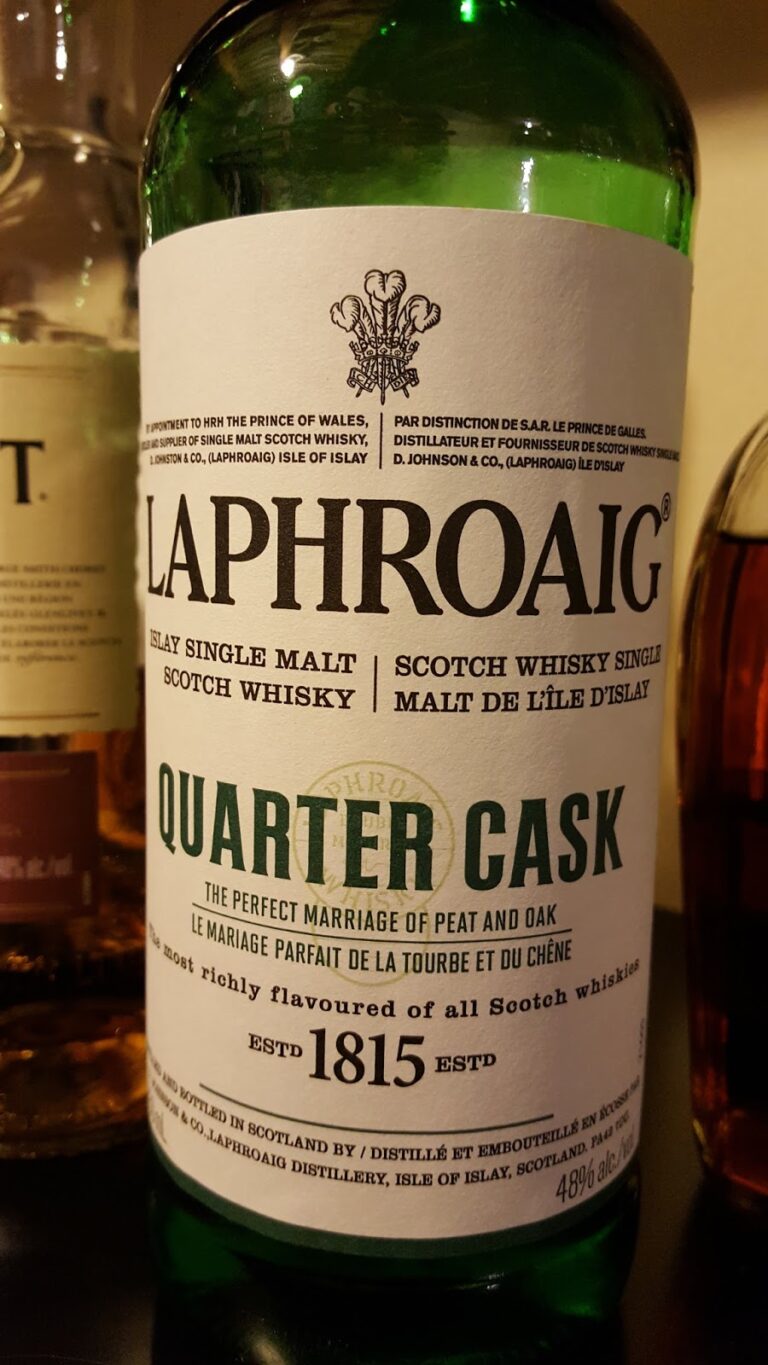 APPOINTMENT TO HRH THE PRINCE OF WALES,
AND SUPPLIER OF SINGLE MALT SCOTCH WHISKY,
D. JOHNSTON & CO., (LAPHROAIG) ISLE OF ISLAY
PAR DISTINCTION DE S.A.R. LE PRINCE DE GALLES,
DISTILLATEUR ET FOURNISSEUR DE SCOTCH WHISKY SINGLE
D. JOHNSON & CO., (LAPHROAIG) ÎLE D'ISLAY
LAPHROAIG®
ISLAY SINGLE MALT
SCOTCH WHISKY
SCOTCH WHISKY SINGLE
MALT DE L'ÎLE D'ISLAY
QUARTER CASK
THE PERFECT MARRIAGE OF PEAT AND OAK
LE MARIAGE PARFAIT DE LA TOURBE ET DU CHÊNE
The most richly flavoured of all Scotch whiskies
ESTD 1815 ESTD
AND BOTTLED IN SCOTLAND BY / DISTILLÉ ET EMBOUTEILLÉ EN ÉCOSSE PAR
JOHNSON & CO., LAPHROAIG DISTILLERY, ISLE OF ISLAY, SCOTLAND.
48% alc./vol.
T.